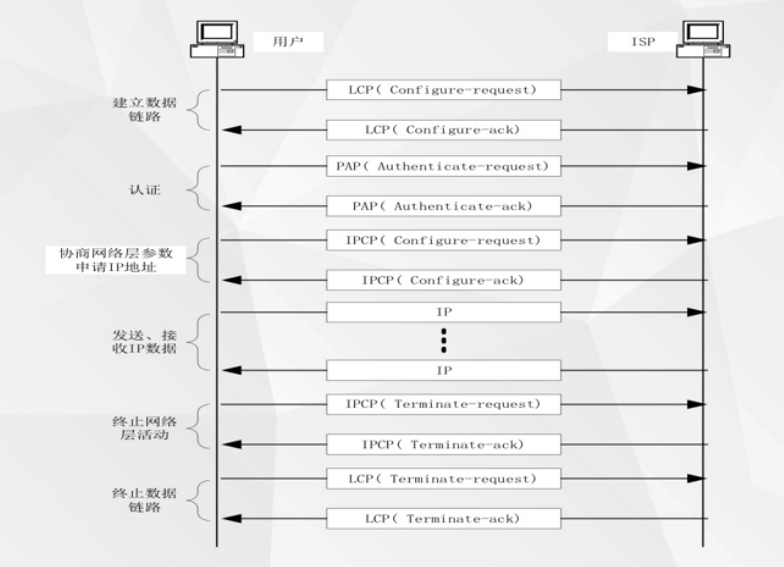 用户
ISP
建立数据
链路
LCP( Configure-request)
LCP( Configure-ack)
认证
PAP( Authenticate-request)
PAP( Authenticate-ack)
协商网络层参数
申请IP地址
IPCP( Configure-request)
IPCP( Configure-ack)
发送、接
收IP数据
IP
IP
终止网络
层活动
IPCP( Terminate-request)
IPCP( Terminate-ack)
终止数据
链路
LCP( Terminate-request)
LCP( Terminate-ack)